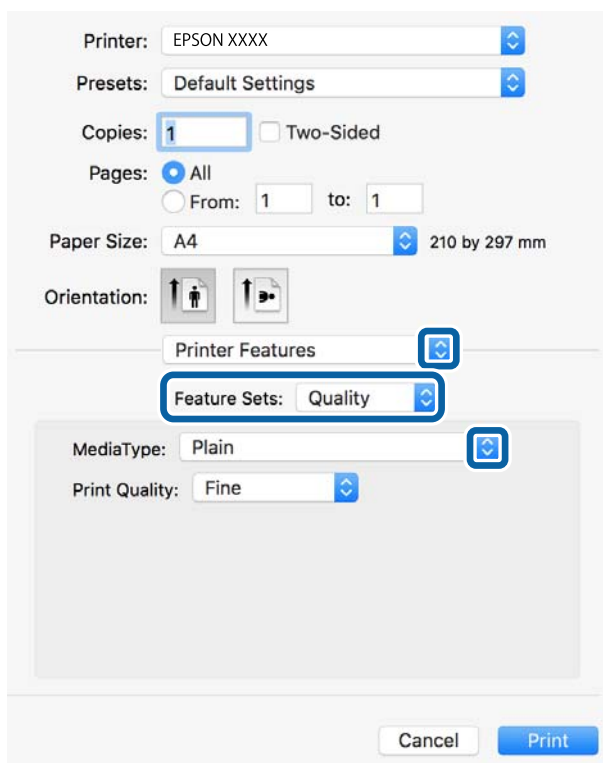 Printer: EPSON XXXX
Presets: Default Settings
Copies: 1 Two-Sided
Pages: All
From: 1 to: 1
Paper Size: A4 210 by 297 mm
Orientation:
Printer Features
Feature Sets: Quality
MediaType: Plain
Print Quality: Fine
Cancel Print